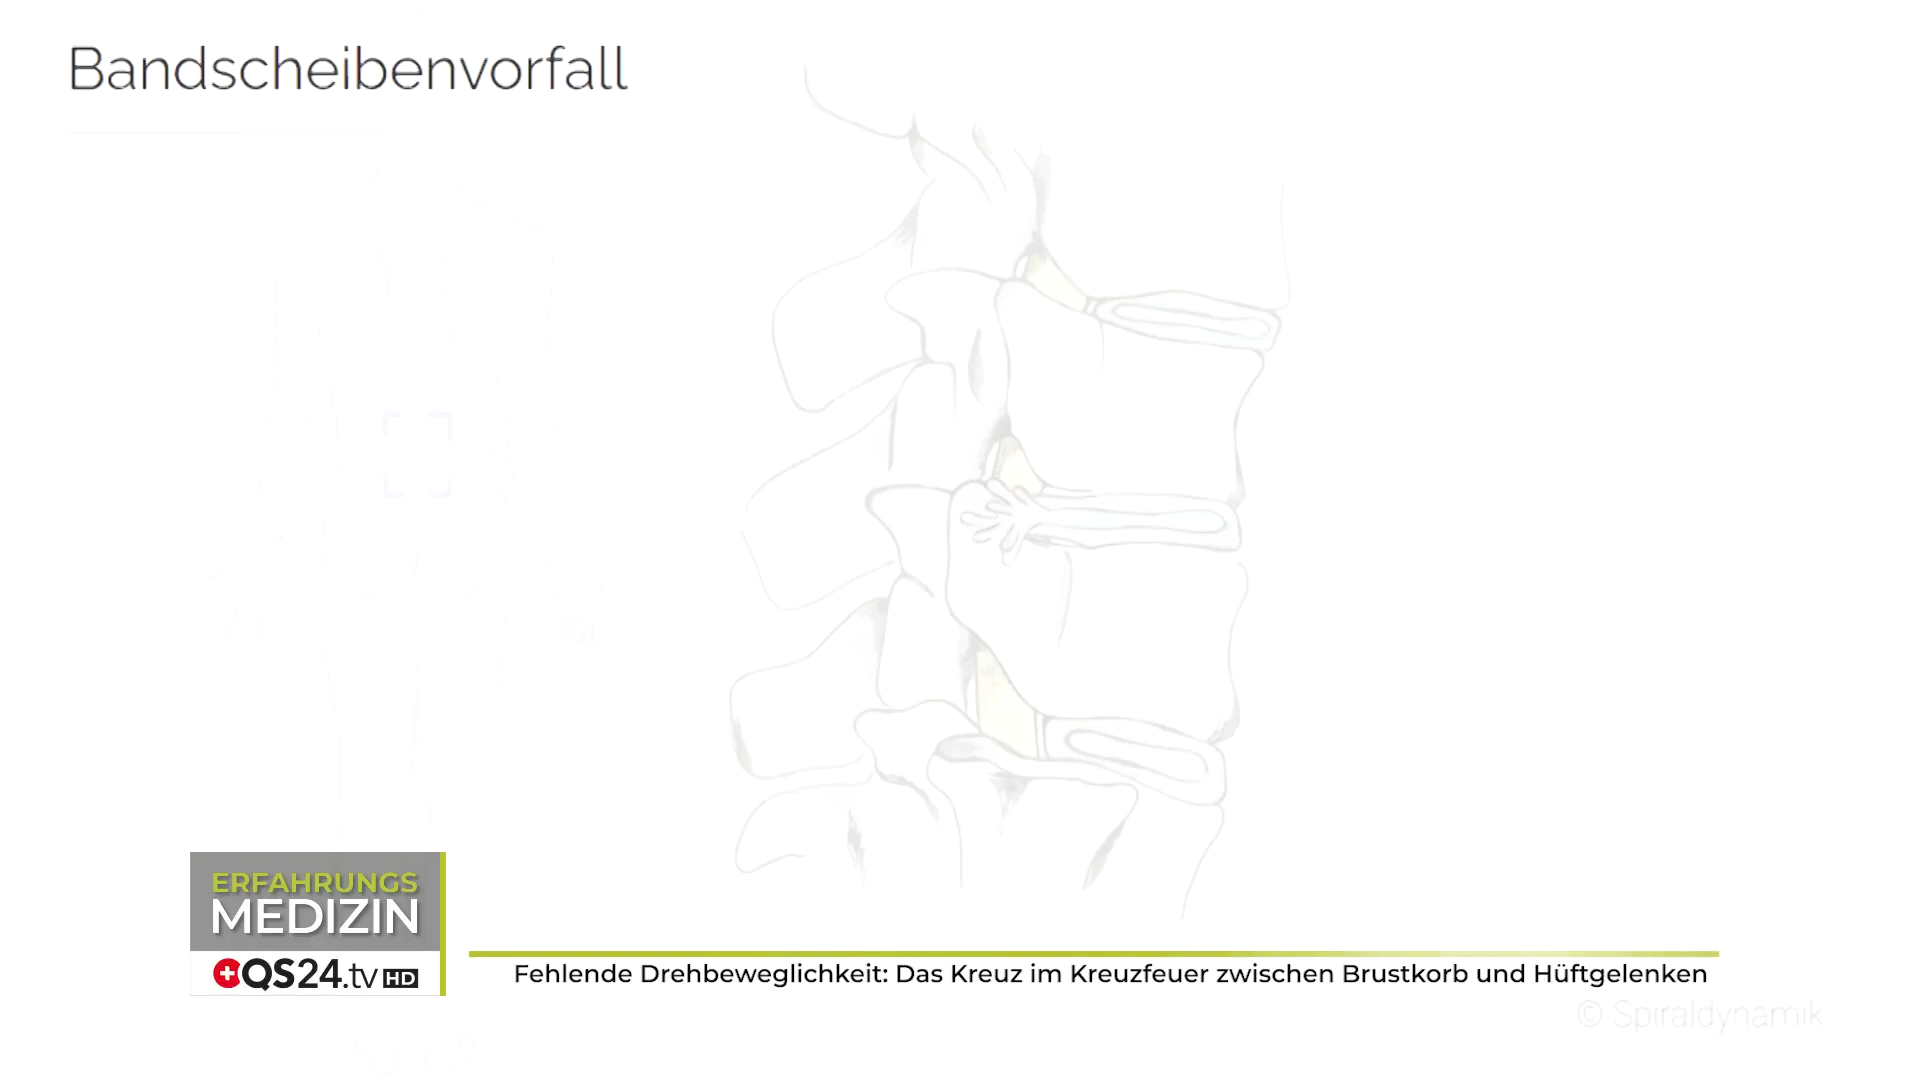 Bandscheibenvorfall
ERFAHRUNGS
MEDIZIN
QS24.tv HD
Fehlende Drehbeweglichkeit: Das Kreuz im Kreuzfeuer zwischen Brustkorb und Hüftgelenken
© Spiraldynamik